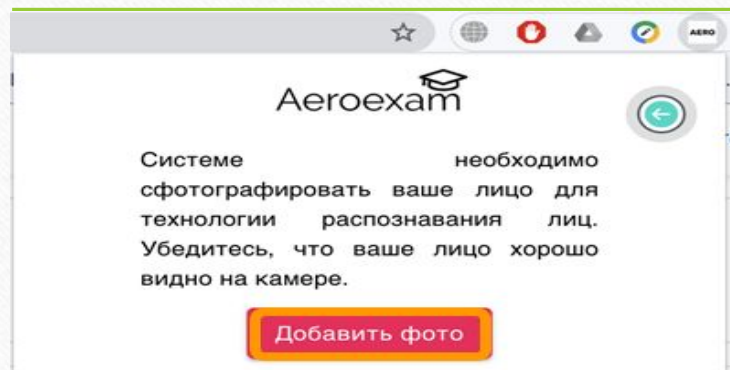 AERO
Aeroexam
Системе необходимо
сфотографировать ваше лицо для
технологии распознавания лиц.
Убедитесь, что ваше лицо хорошо
видно на камере.
Добавить фото